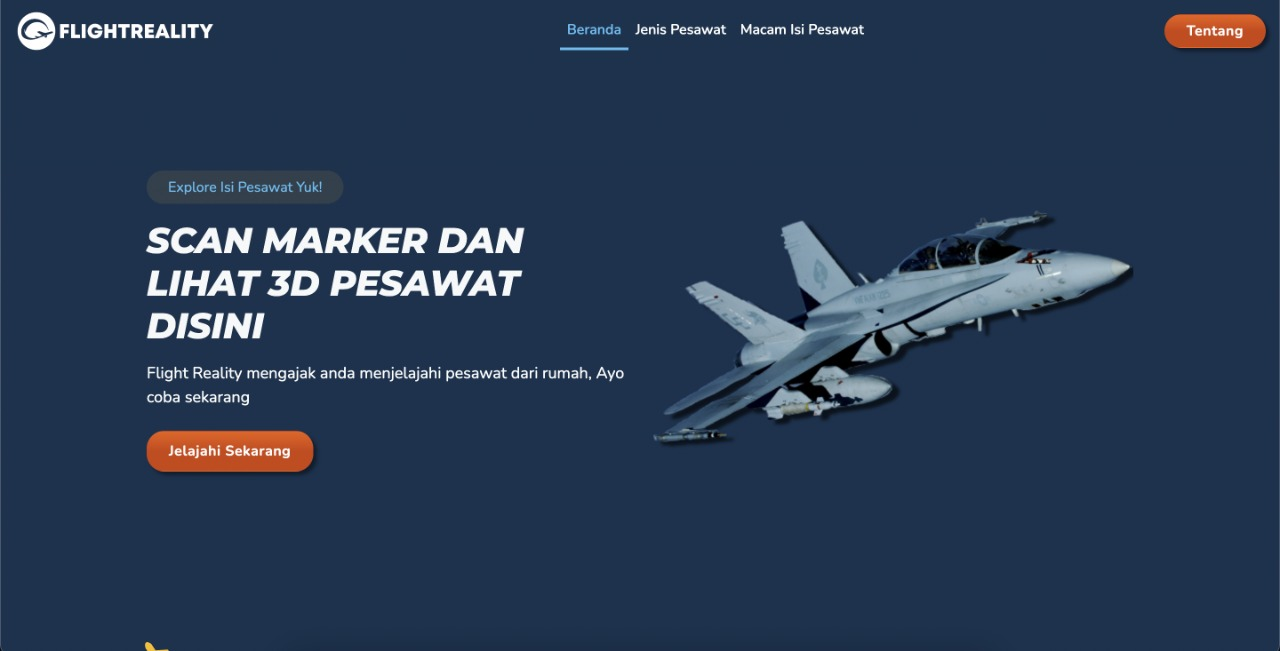 FLIGHTREALITY
Beranda
Jenis Pesawat
Macam Isi Pesawat
Tentang
Explore Isi Pesawat Yuk!
SCAN MARKER DAN
LIHAT 3D PESAWAT
DISINI
Flight Reality mengajak anda menjelajahi pesawat dari rumah, Ayo
coba sekarang
Jelajahi Sekarang